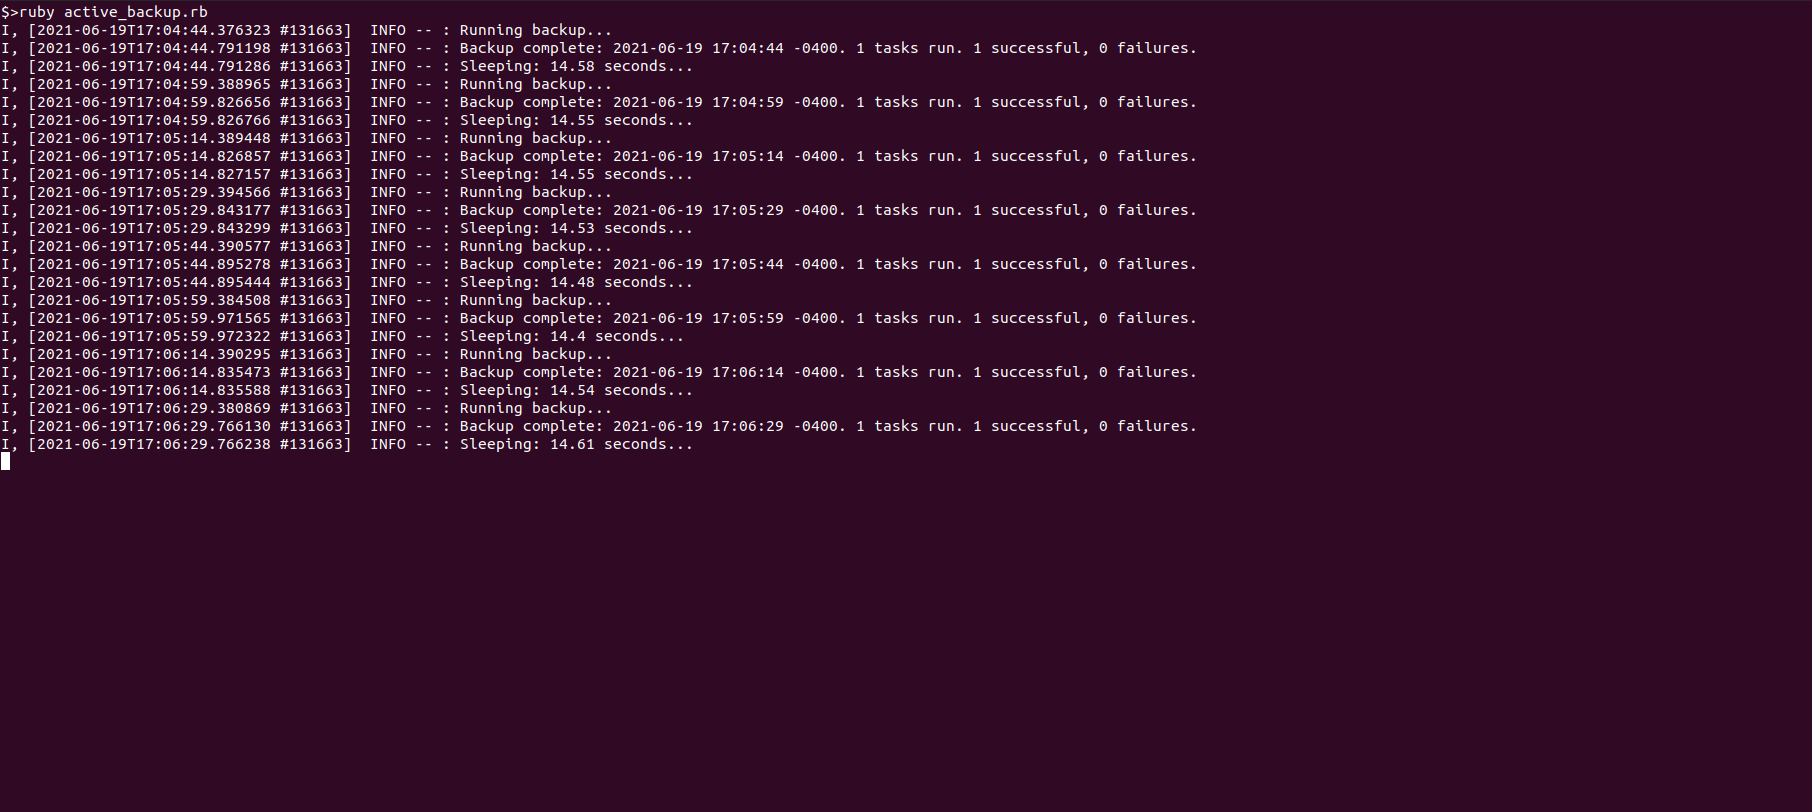 $>ruby active_backup.rb
I, [2021-06-19T17:04:44.376323 #131663]  INFO -- : Running backup...
I, [2021-06-19T17:04:44.791198 #131663]  INFO -- : Backup complete: 2021-06-19 17:04:44 -0400. 1 tasks run. 1 successful, 0 failures.
I, [2021-06-19T17:04:44.791286 #131663]  INFO -- : Sleeping: 14.58 seconds...
I, [2021-06-19T17:04:59.388965 #131663]  INFO -- : Running backup...
I, [2021-06-19T17:04:59.826656 #131663]  INFO -- : Backup complete: 2021-06-19 17:04:59 -0400. 1 tasks run. 1 successful, 0 failures.
I, [2021-06-19T17:04:59.826766 #131663]  INFO -- : Sleeping: 14.55 seconds...
I, [2021-06-19T17:05:14.389448 #131663]  INFO -- : Running backup...
I, [2021-06-19T17:05:14.826857 #131663]  INFO -- : Backup complete: 2021-06-19 17:05:14 -0400. 1 tasks run. 1 successful, 0 failures.
I, [2021-06-19T17:05:14.827157 #131663]  INFO -- : Sleeping: 14.55 seconds...
I, [2021-06-19T17:05:29.394566 #131663]  INFO -- : Running backup...
I, [2021-06-19T17:05:29.843177 #131663]  INFO -- : Backup complete: 2021-06-19 17:05:29 -0400. 1 tasks run. 1 successful, 0 failures.
I, [2021-06-19T17:05:29.843299 #131663]  INFO -- : Sleeping: 14.53 seconds...
I, [2021-06-19T17:05:44.390577 #131663]  INFO -- : Running backup...
I, [2021-06-19T17:05:44.895278 #131663]  INFO -- : Backup complete: 2021-06-19 17:05:44 -0400. 1 tasks run. 1 successful, 0 failures.
I, [2021-06-19T17:05:44.895444 #131663]  INFO -- : Sleeping: 14.48 seconds...
I, [2021-06-19T17:05:59.384508 #131663]  INFO -- : Running backup...
I, [2021-06-19T17:05:59.971565 #131663]  INFO -- : Backup complete: 2021-06-19 17:05:59 -0400. 1 tasks run. 1 successful, 0 failures.
I, [2021-06-19T17:05:59.972322 #131663]  INFO -- : Sleeping: 14.4 seconds...
I, [2021-06-19T17:06:14.390295 #131663]  INFO -- : Running backup...
I, [2021-06-19T17:06:14.835473 #131663]  INFO -- : Backup complete: 2021-06-19 17:06:14 -0400. 1 tasks run. 1 successful, 0 failures.
I, [2021-06-19T17:06:14.835588 #131663]  INFO -- : Sleeping: 14.54 seconds...
I, [2021-06-19T17:06:29.380869 #131663]  INFO -- : Running backup...
I, [2021-06-19T17:06:29.766130 #131663]  INFO -- : Backup complete: 2021-06-19 17:06:29 -0400. 1 tasks run. 1 successful, 0 failures.
I, [2021-06-19T17:06:29.766238 #131663]  INFO -- : Sleeping: 14.61 seconds...